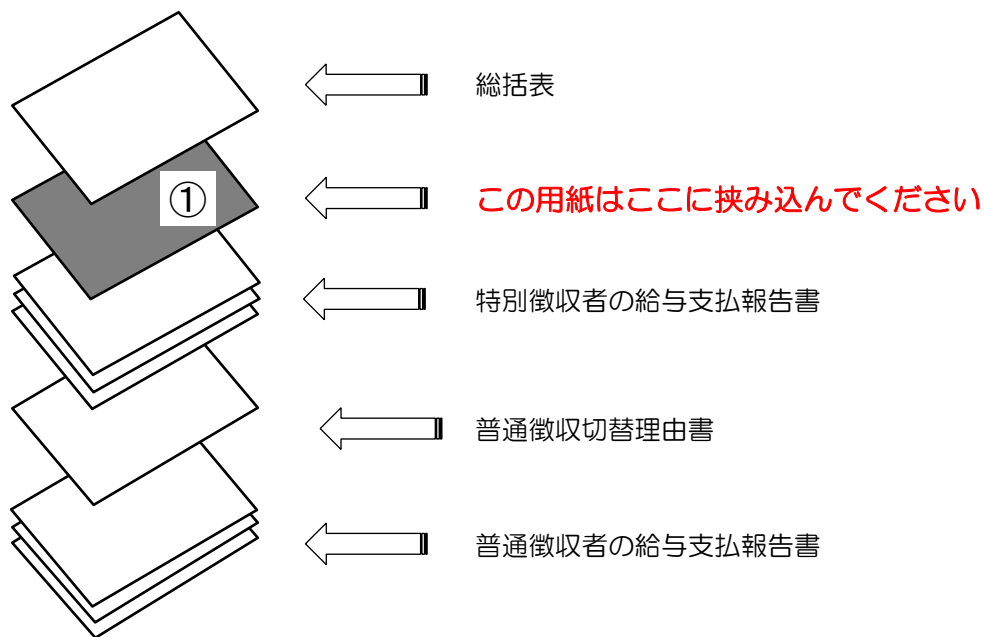 総括表
①
この用紙はここに挟み込んでください
特別徴収者の給与支払報告書
普通徴収切替理由書
普通徴収者の給与支払報告書